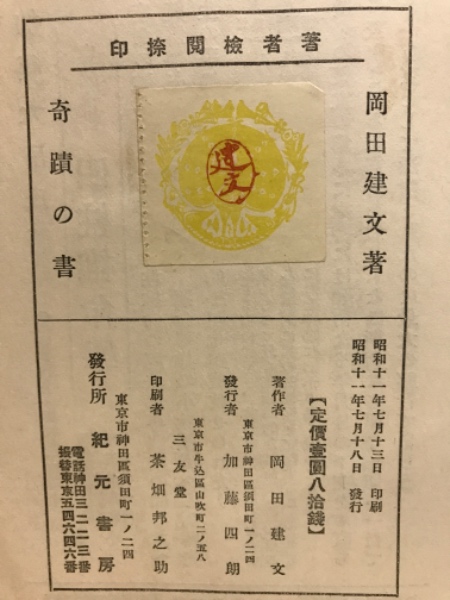 著者檢閱捺印
岡田建文著
建文
奇蹟の書
昭和十一年七月十三日 印刷
昭和十一年七月十八日 發行
【定價壹圓八拾錢】
著作者 岡田建文
東京市神田區須田町一ノ二四
發行者 加藤四朗
東京市牛込區山吹町二ノ五八
三友堂
印刷者 茶畑邦之助
東京市神田區須田町一ノ二四
發行所 紀元書房
電話神田三二二三番
振替東京五四六四六番